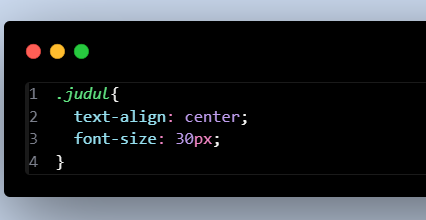 1 .judul{
2   text-align: center;
3   font-size: 30px;
4 }